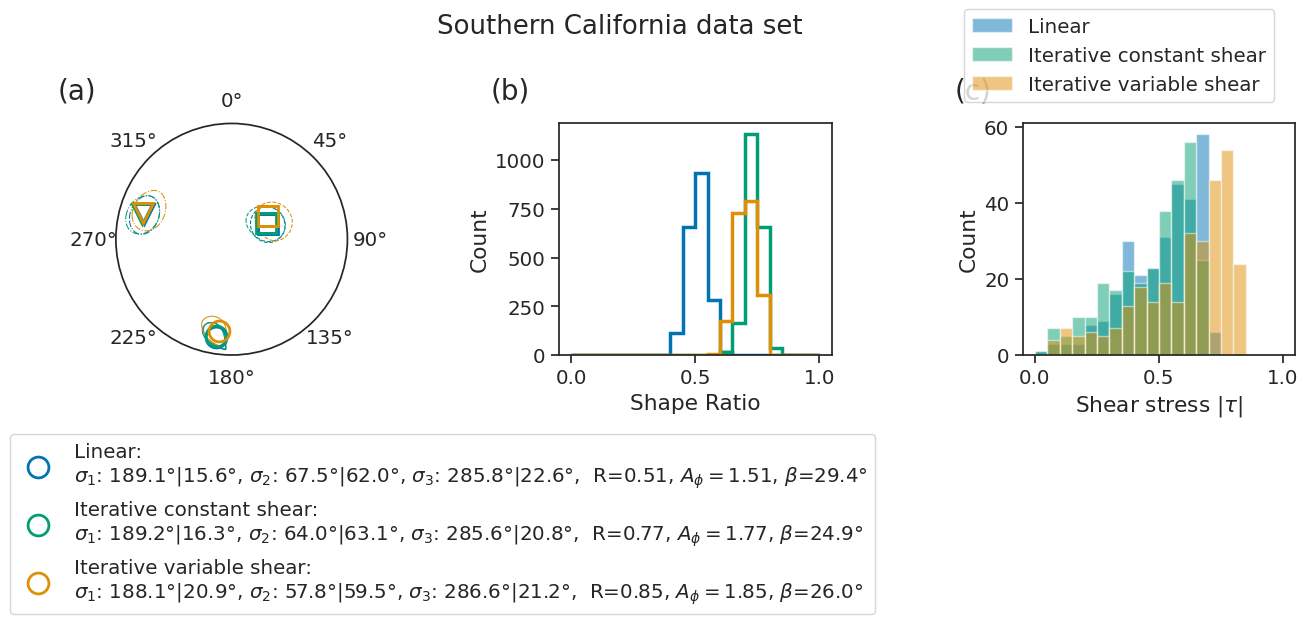 Southern California data set
Linear
Iterative constant shear
Iterative variable shear
(a)
0°
45°
90°
135°
180°
225°
270°
315°
(b)
1000
750
500
250
0
Count
0.0 0.5 1.0
Shape Ratio
(c)
60
40
20
0
Count
0.0 0.5 1.0
Shear stress |τ|
Linear:
σ₁: 189.1°|15.6°, σ₂: 67.5°|62.0°, σ₃: 285.8°|22.6°, R=0.51, A_ϕ = 1.51, β=29.4°
Iterative constant shear:
σ₁: 189.2°|16.3°, σ₂: 64.0°|63.1°, σ₃: 285.6°|20.8°, R=0.77, A_ϕ = 1.77, β=24.9°
Iterative variable shear:
σ₁: 188.1°|20.9°, σ₂: 57.8°|59.5°, σ₃: 286.6°|21.2°, R=0.85, A_ϕ = 1.85, β=26.0°